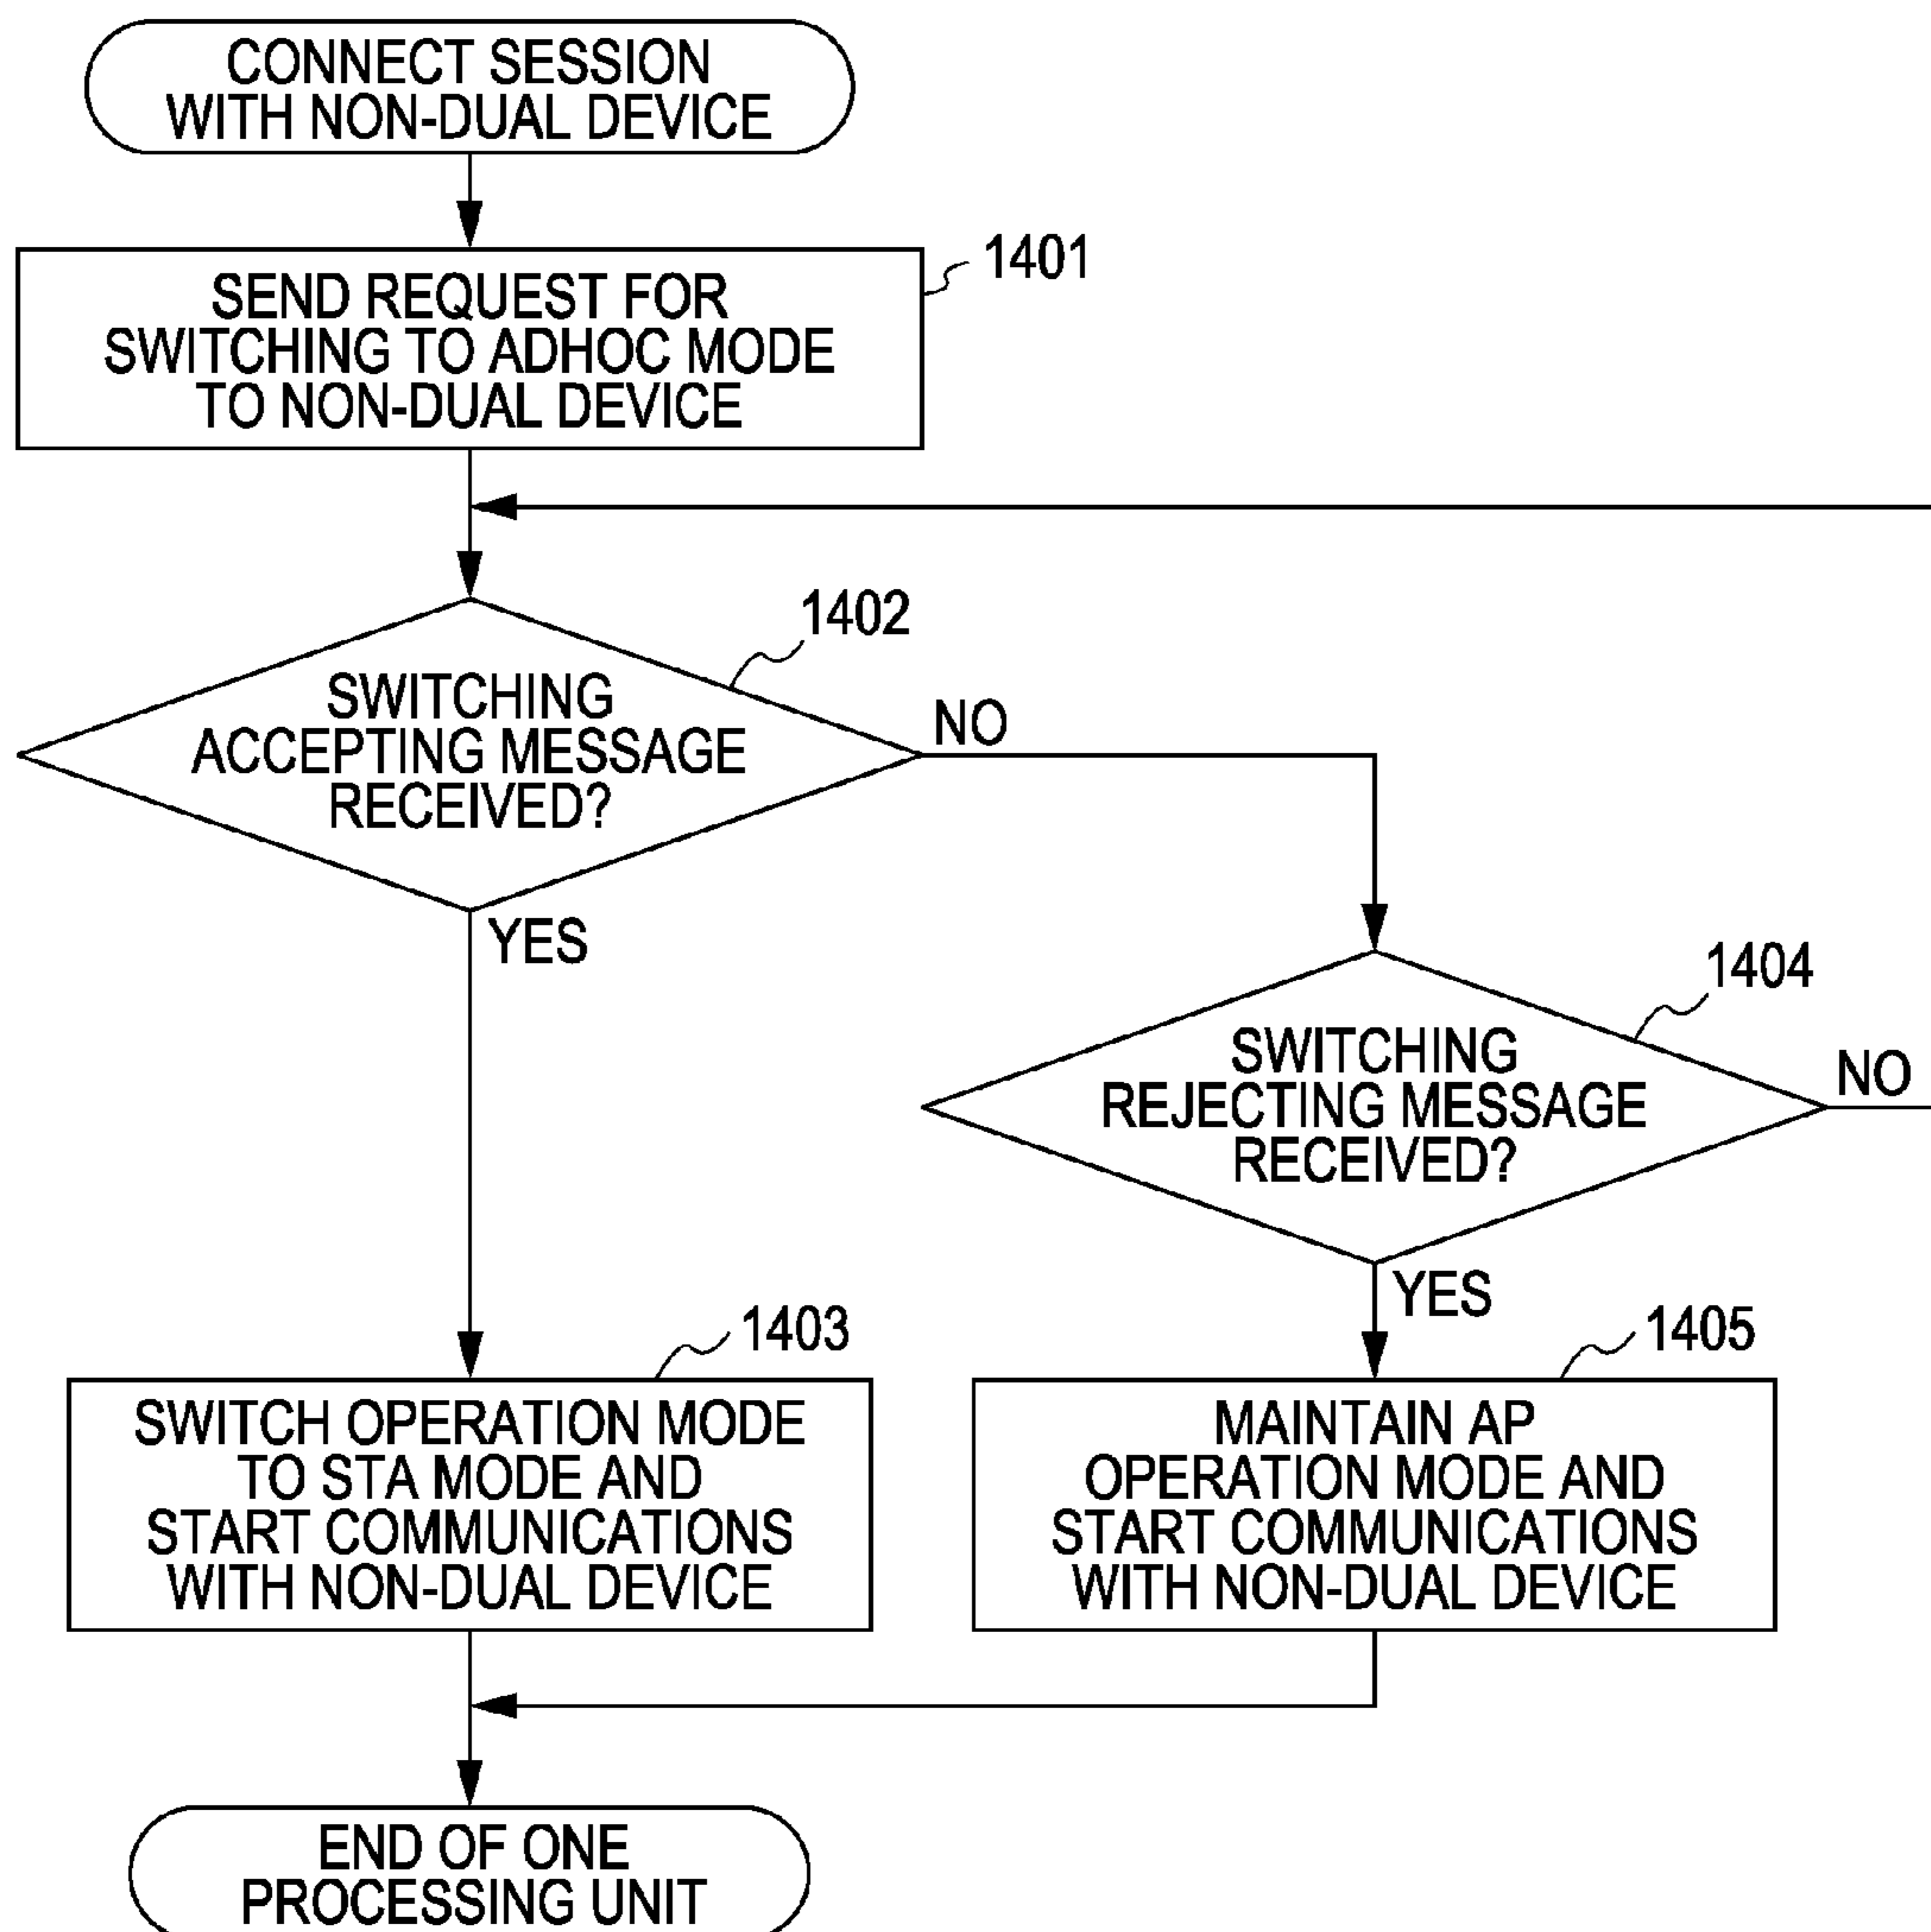 CONNECT SESSION
WITH NON-DUAL DEVICE
1401
SEND REQUEST FOR
SWITCHING TO ADHOC MODE
TO NON-DUAL DEVICE
1402
SWITCHING
ACCEPTING MESSAGE
RECEIVED?
NO
YES
1404
SWITCHING
REJECTING MESSAGE
RECEIVED?
NO
YES
1403
SWITCH OPERATION MODE
TO STA MODE AND
START COMMUNICATIONS
WITH NON-DUAL DEVICE
1405
MAINTAIN AP
OPERATION MODE AND
START COMMUNICATIONS
WITH NON-DUAL DEVICE
END OF ONE
PROCESSING UNIT